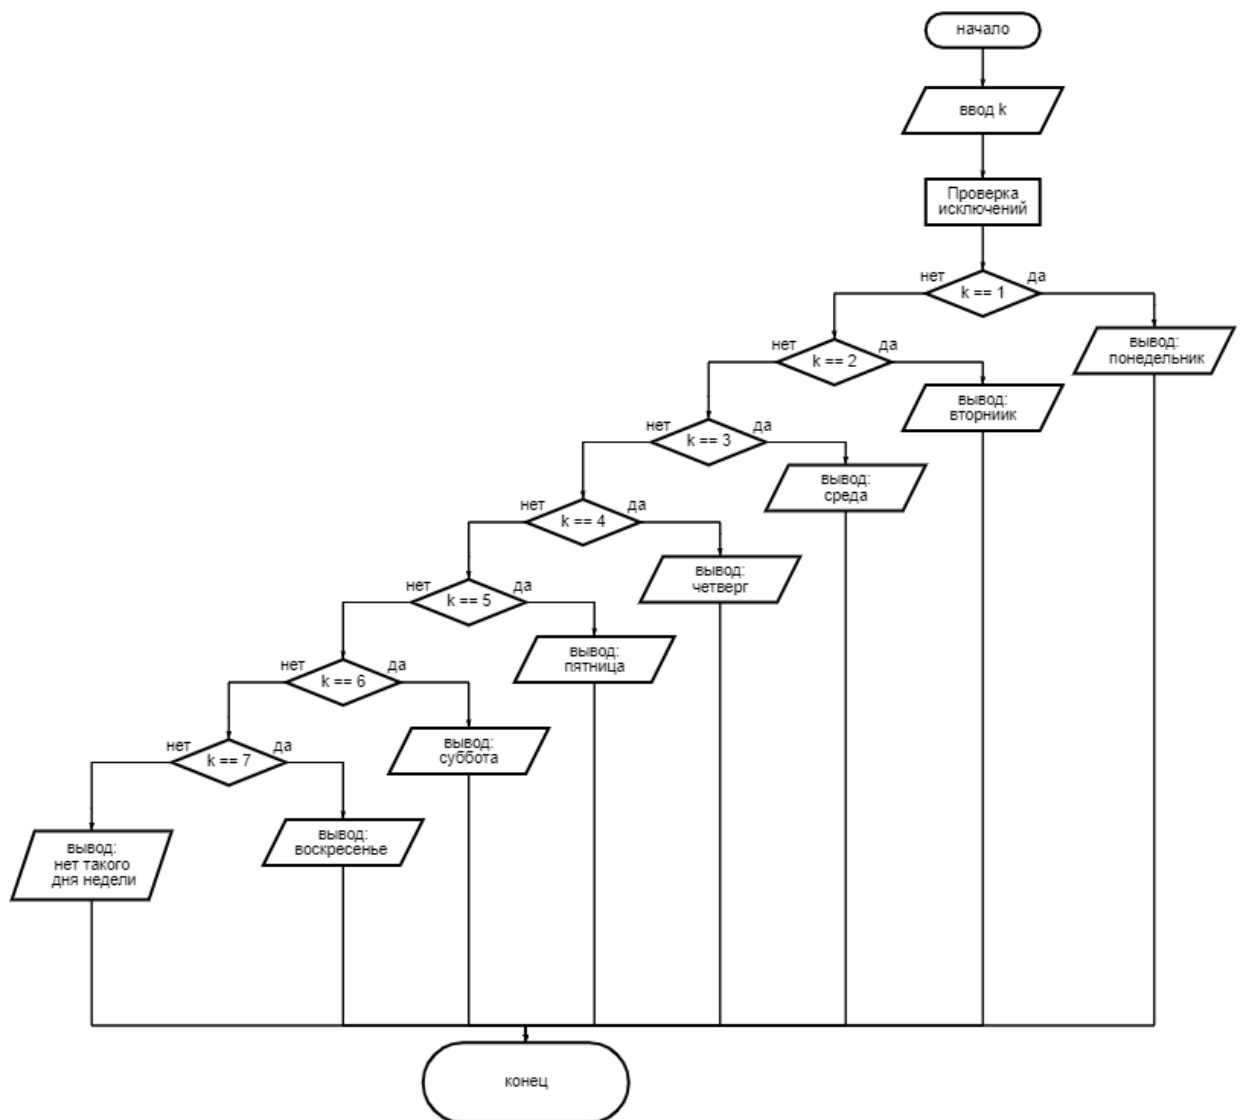 начало
ввод k
Проверка
исключений
нет
да
k == 1
вывод:
понедельник
нет
да
k == 2
вывод:
вторниик
нет
да
k == 3
вывод:
среда
нет
да
k == 4
вывод:
четверг
нет
да
k == 5
вывод:
пятница
нет
да
k == 6
вывод:
суббота
нет
да
k == 7
вывод:
воскресенье
вывод:
нет такого
дня недели
конец